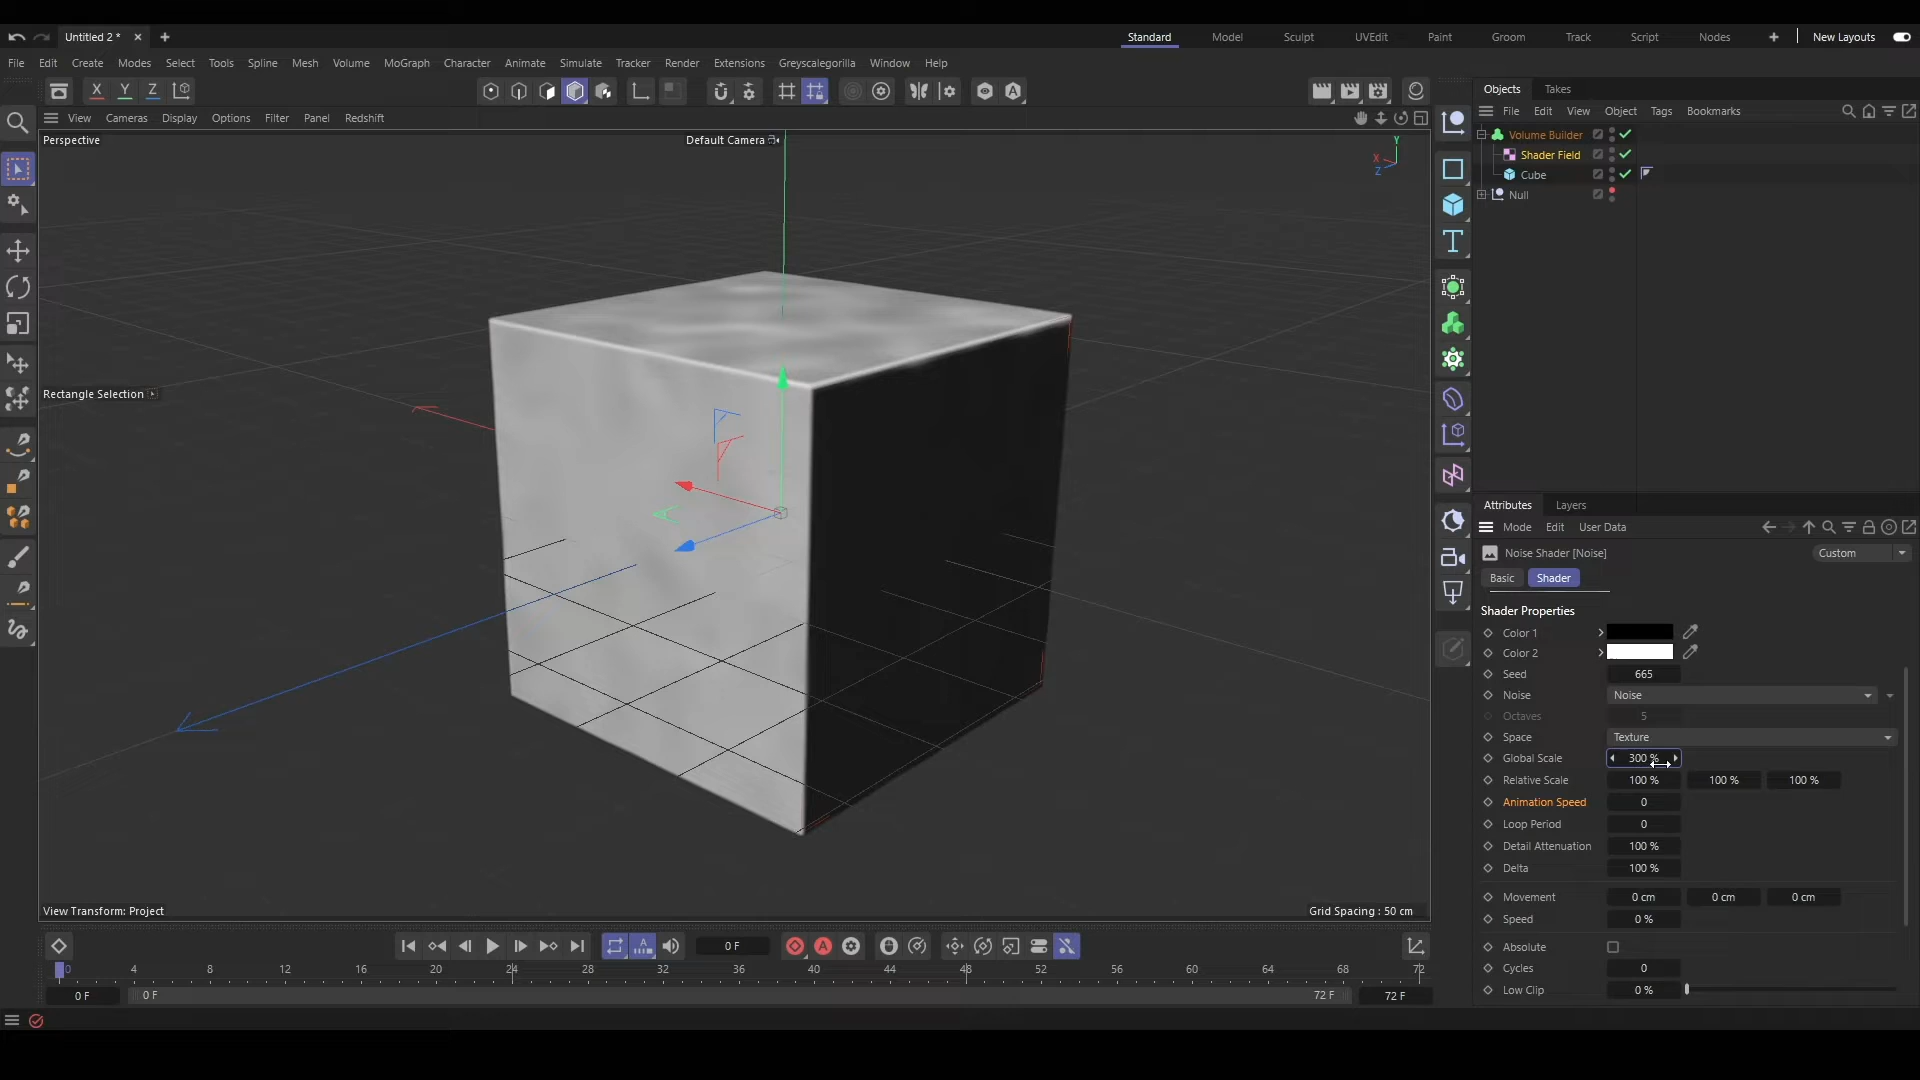 Untitled 2 *
Standard Model Sculpt UVEdit Paint Groom Track Script Nodes New Layouts
File Edit Create Modes Select Tools Spline Mesh Volume MoGraph Character Animate Simulate Tracker Render Extensions Greyscalegorilla Window Help
X Y Z
View Cameras Display Options Filter Panel Redshift
Perspective
Default Camera
Y
X
Z
Rectangle Selection
View Transform: Project
Grid Spacing : 50 cm
Objects Takes
File Edit View Object Tags Bookmarks
Volume Builder
Shader Field
Cube
Null
Attributes Layers
Mode Edit User Data
Noise Shader [Noise] Custom
Basic Shader
Shader Properties
Color 1
Color 2
Seed 665
Noise Noise
Octaves 5
Space Texture
Global Scale 300 %
Relative Scale 100 % 100 % 100 %
Animation Speed 0
Loop Period 0
Detail Attenuation 100 %
Delta 100 %
Movement 0 cm 0 cm 0 cm
Speed 0 %
Absolute
Cycles 0
Low Clip 0 %
0 F
0 4 8 12 16 20 24 28 32 36 40 44 48 52 56 60 64 68 72
0 F 0 F 72 F 72 F